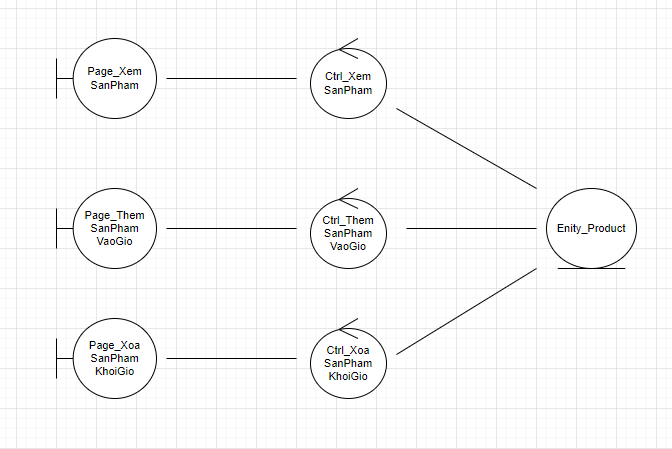 Page_Xem
SanPham
Ctrl_Xem
SanPham
Page_Them
SanPham
VaoGio
Ctrl_Them
SanPham
VaoGio
Enity_Product
Page_Xoa
SanPham
KhoiGio
Ctrl_Xoa
SanPham
KhoiGio